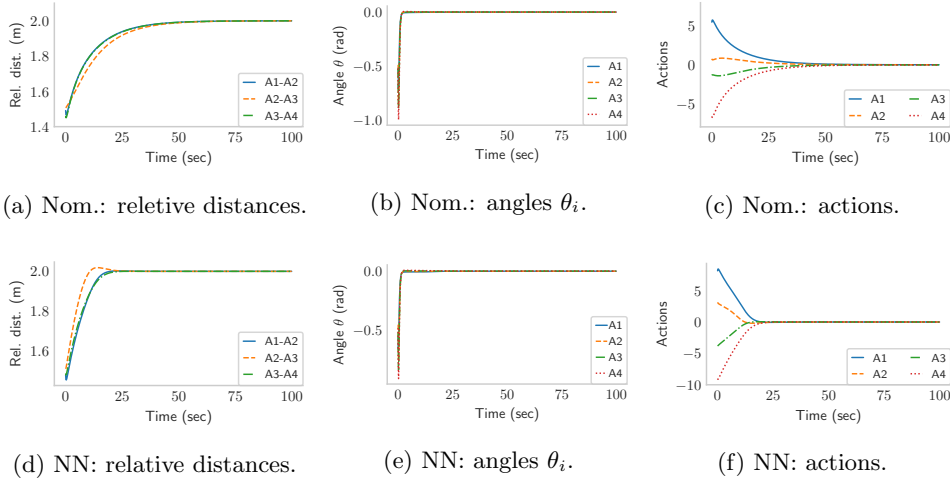 2.0
1.8
1.6
1.4
Rel. dist. (m)
A1-A2
A2-A3
A3-A4
0 25 50 75 100
Time (sec)
(a) Nom.: reletive distances.
0.0
−0.5
−1.0
Angle θ (rad)
A1
A2
A3
A4
0 25 50 75 100
Time (sec)
(b) Nom.: angles θi.
5
0
−5
Actions
A1 A3
A2 A4
0 25 50 75 100
Time (sec)
(c) Nom.: actions.
2.0
1.8
1.6
Rel. dist. (m)
A1-A2
A2-A3
A3-A4
0 25 50 75 100
Time (sec)
(d) NN: relative distances.
0.0
−0.5
Angle θ (rad)
A1
A2
A3
A4
0 25 50 75 100
Time (sec)
(e) NN: angles θi.
5
0
−5
−10
Actions
A1 A3
A2 A4
0 25 50 75 100
Time (sec)
(f) NN: actions.